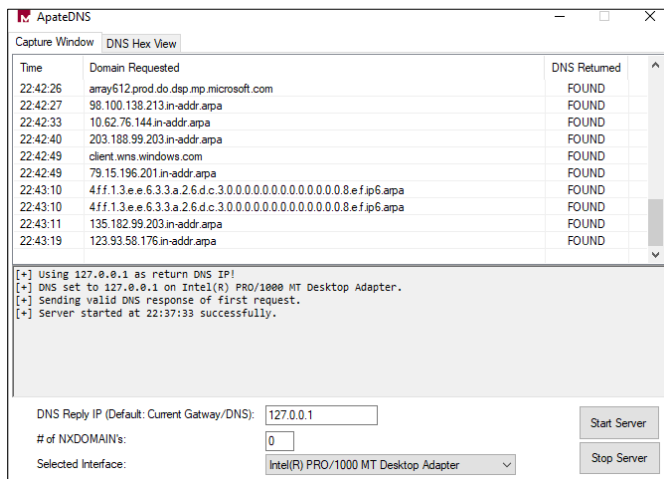 ApateDNS
Capture Window DNS Hex View
Time Domain Requested DNS Returned
22:42:26 array612.prod.do.dsp.mp.microsoft.com FOUND
22:42:27 98.100.138.213.in-addr.arpa FOUND
22:42:33 10.62.76.144.in-addr.arpa FOUND
22:42:40 203.188.99.203.in-addr.arpa FOUND
22:42:49 client.wns.windows.com FOUND
22:42:49 79.15.196.201.in-addr.arpa FOUND
22:43:10 4.f.f.1.3.e.e.6.3.3.a.2.6.d.c.3.0.0.0.0.0.0.0.0.0.0.0.0.0.8.e.f.ip6.arpa FOUND
22:43:10 4.f.f.1.3.e.e.6.3.3.a.2.6.d.c.3.0.0.0.0.0.0.0.0.0.0.0.0.0.8.e.f.ip6.arpa FOUND
22:43:11 135.182.99.203.in-addr.arpa FOUND
22:43:19 123.93.58.176.in-addr.arpa FOUND
[+] Using 127.0.0.1 as return DNS IP!
[+] DNS set to 127.0.0.1 on Intel(R) PRO/1000 MT Desktop Adapter.
[+] Sending valid DNS response of first request.
[+] Server started at 22:37:33 successfully.
DNS Reply IP (Default: Current Gatway/DNS): 127.0.0.1
Start Server
# of NXDOMAIN's: 0
Stop Server
Selected Interface: Intel(R) PRO/1000 MT Desktop Adapter